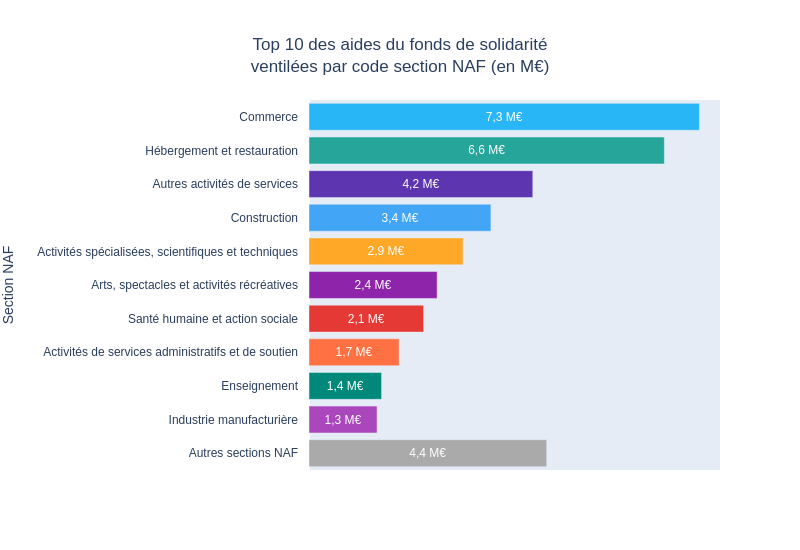 Top 10 des aides du fonds de solidarité
ventilées par code section NAF (en M€)
Section NAF
Commerce 7,3 M€
Hébergement et restauration 6,6 M€
Autres activités de services 4,2 M€
Construction 3,4 M€
Activités spécialisées, scientifiques et techniques 2,9 M€
Arts, spectacles et activités récréatives 2,4 M€
Santé humaine et action sociale 2,1 M€
Activités de services administratifs et de soutien 1,7 M€
Enseignement 1,4 M€
Industrie manufacturière 1,3 M€
Autres sections NAF 4,4 M€